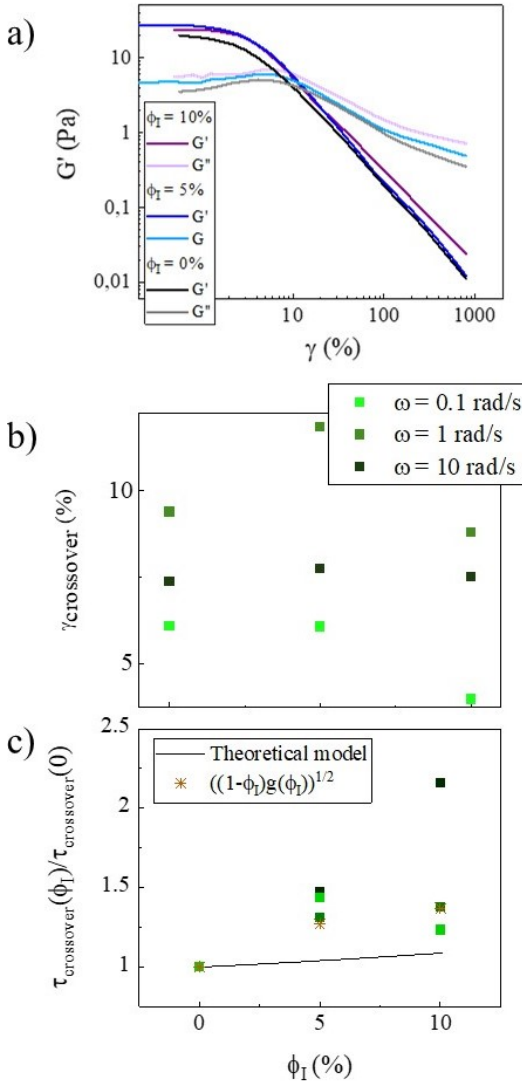 a)
10
1
0.1
0,01
G' (Pa)
ϕI = 10%
G'
G"
ϕI = 5%
G'
G
ϕI = 0%
G'
G"
10
100
1000
γ (%)
b)
ω = 0.1 rad/s
ω = 1 rad/s
ω = 10 rad/s
10
5
γcrossover (%)
c)
2.5
2
1.5
1
τcrossover(ϕI)/τcrossover(0)
Theoretical model
((1-ϕI)g(ϕI))1/2
0
5
10
ϕI (%)